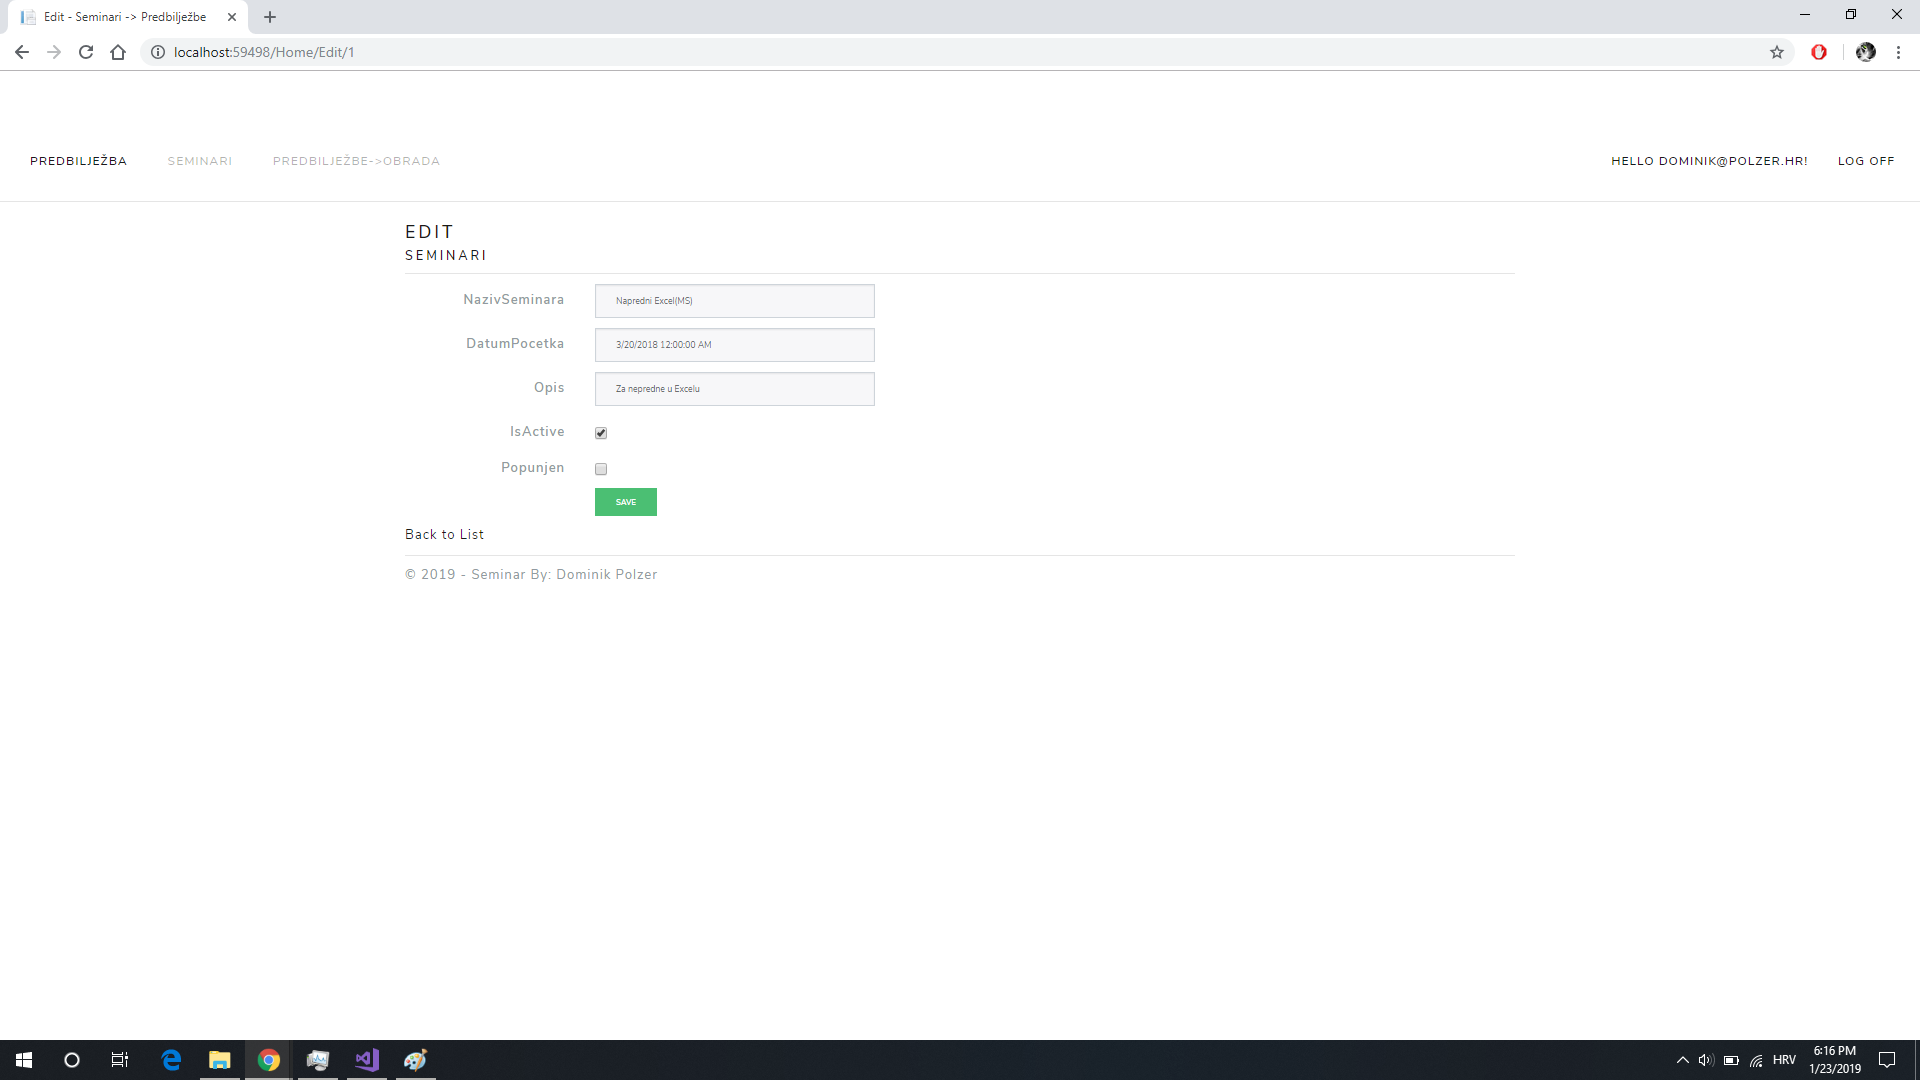 Edit - Seminari -> Predbilježbe
localhost:59498/Home/Edit/1
PREDBILJEŽBA SEMINARI PREDBILJEŽBE->OBRADA HELLO DOMINIK@POLZER.HR! LOG OFF
EDIT
SEMINARI
NazivSeminara Napredni Excel(MS)
DatumPocetka 3/20/2018 12:00:00 AM
Opis Za nepredne u Excelu
IsActive
Popunjen
SAVE
Back to List
© 2019 - Seminar By: Dominik Polzer
HRV
6:16 PM
1/23/2019